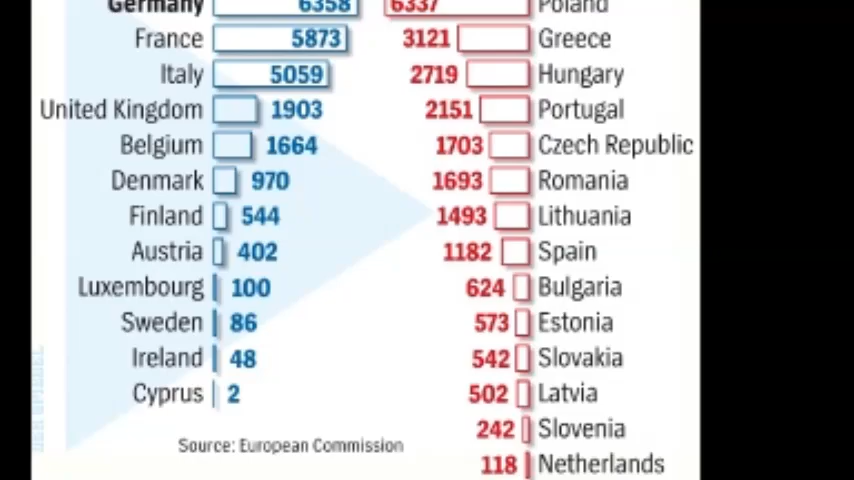 Germany 6358 6337 Poland
France 5873 3121 Greece
Italy 5059 2719 Hungary
United Kingdom 1903 2151 Portugal
Belgium 1664 1703 Czech Republic
Denmark 970 1693 Romania
Finland 544 1493 Lithuania
Austria 402 1182 Spain
Luxembourg 100 624 Bulgaria
Sweden 86 573 Estonia
Ireland 48 542 Slovakia
Cyprus 2 502 Latvia
242 Slovenia
Source: European Commission
118 Netherlands
DER SPIEGEL